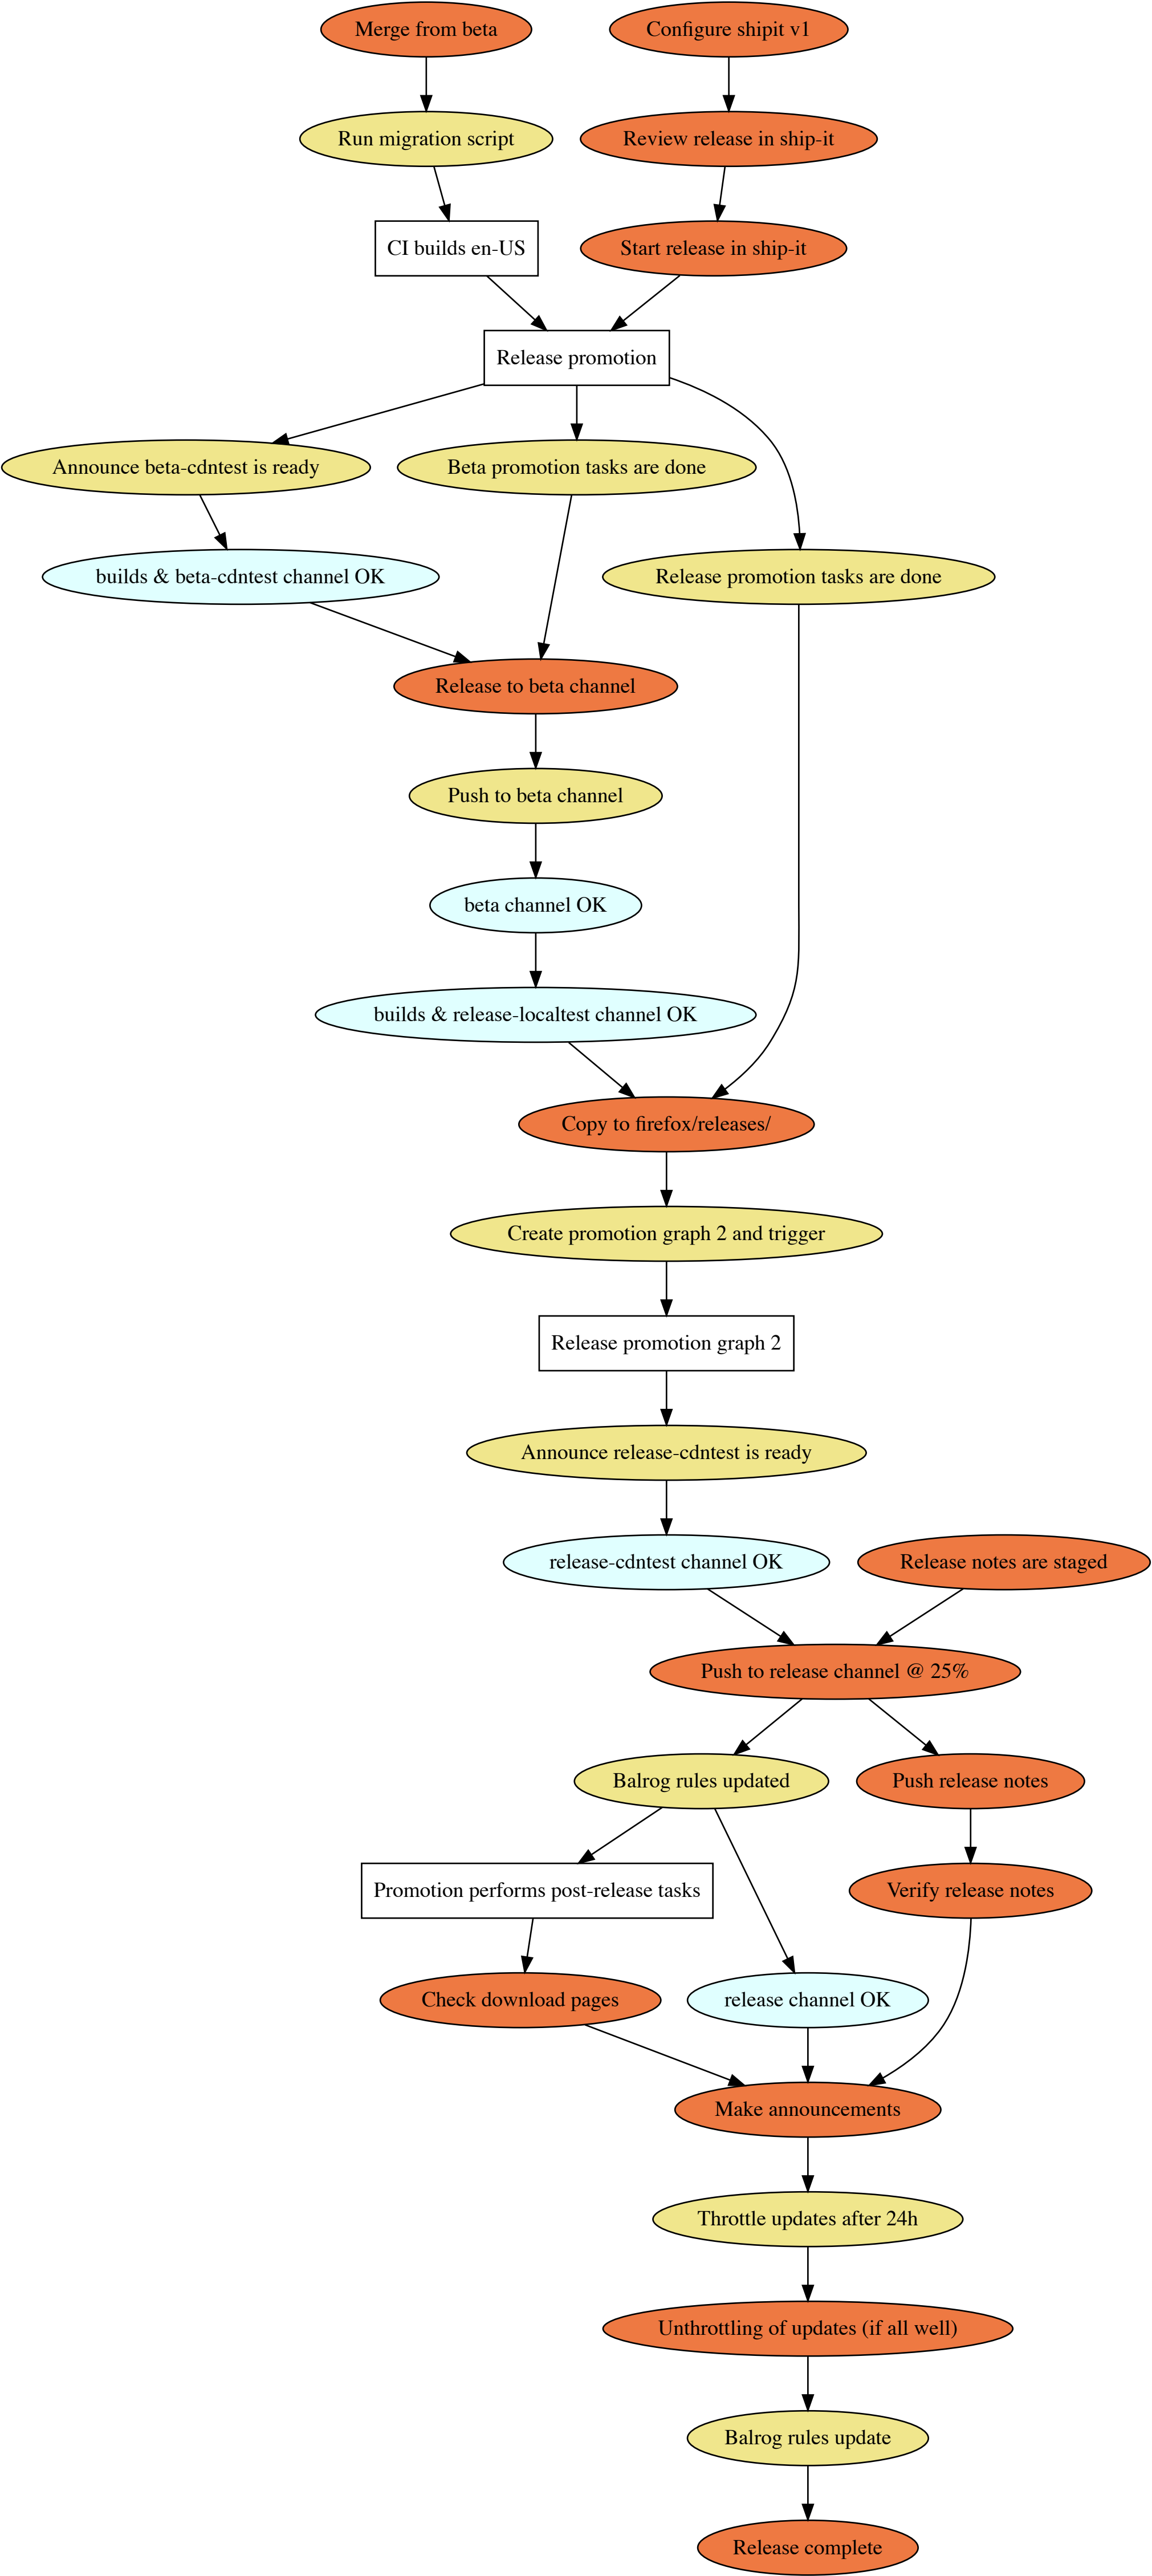 Merge from beta
Configure shipit v1
Run migration script
Review release in ship-it
CI builds en-US
Start release in ship-it
Release promotion
Announce beta-cdntest is ready
Beta promotion tasks are done
builds & beta-cdntest channel OK
Release promotion tasks are done
Release to beta channel
Push to beta channel
beta channel OK
builds & release-localtest channel OK
Copy to firefox/releases/
Create promotion graph 2 and trigger
Release promotion graph 2
Announce release-cdntest is ready
release-cdntest channel OK
Release notes are staged
Push to release channel @ 25%
Balrog rules updated
Push release notes
Promotion performs post-release tasks
Verify release notes
Check download pages
release channel OK
Make announcements
Throttle updates after 24h
Unthrottling of updates (if all well)
Balrog rules update
Release complete